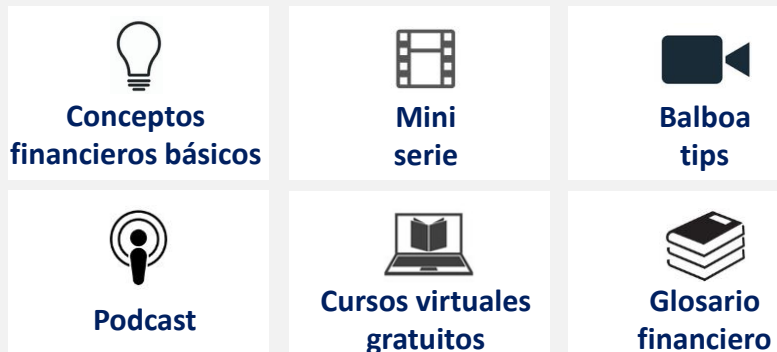 Conceptos
financieros básicos
Mini
serie
Balboa
tips
Podcast
Cursos virtuales
gratuitos
Glosario
financiero